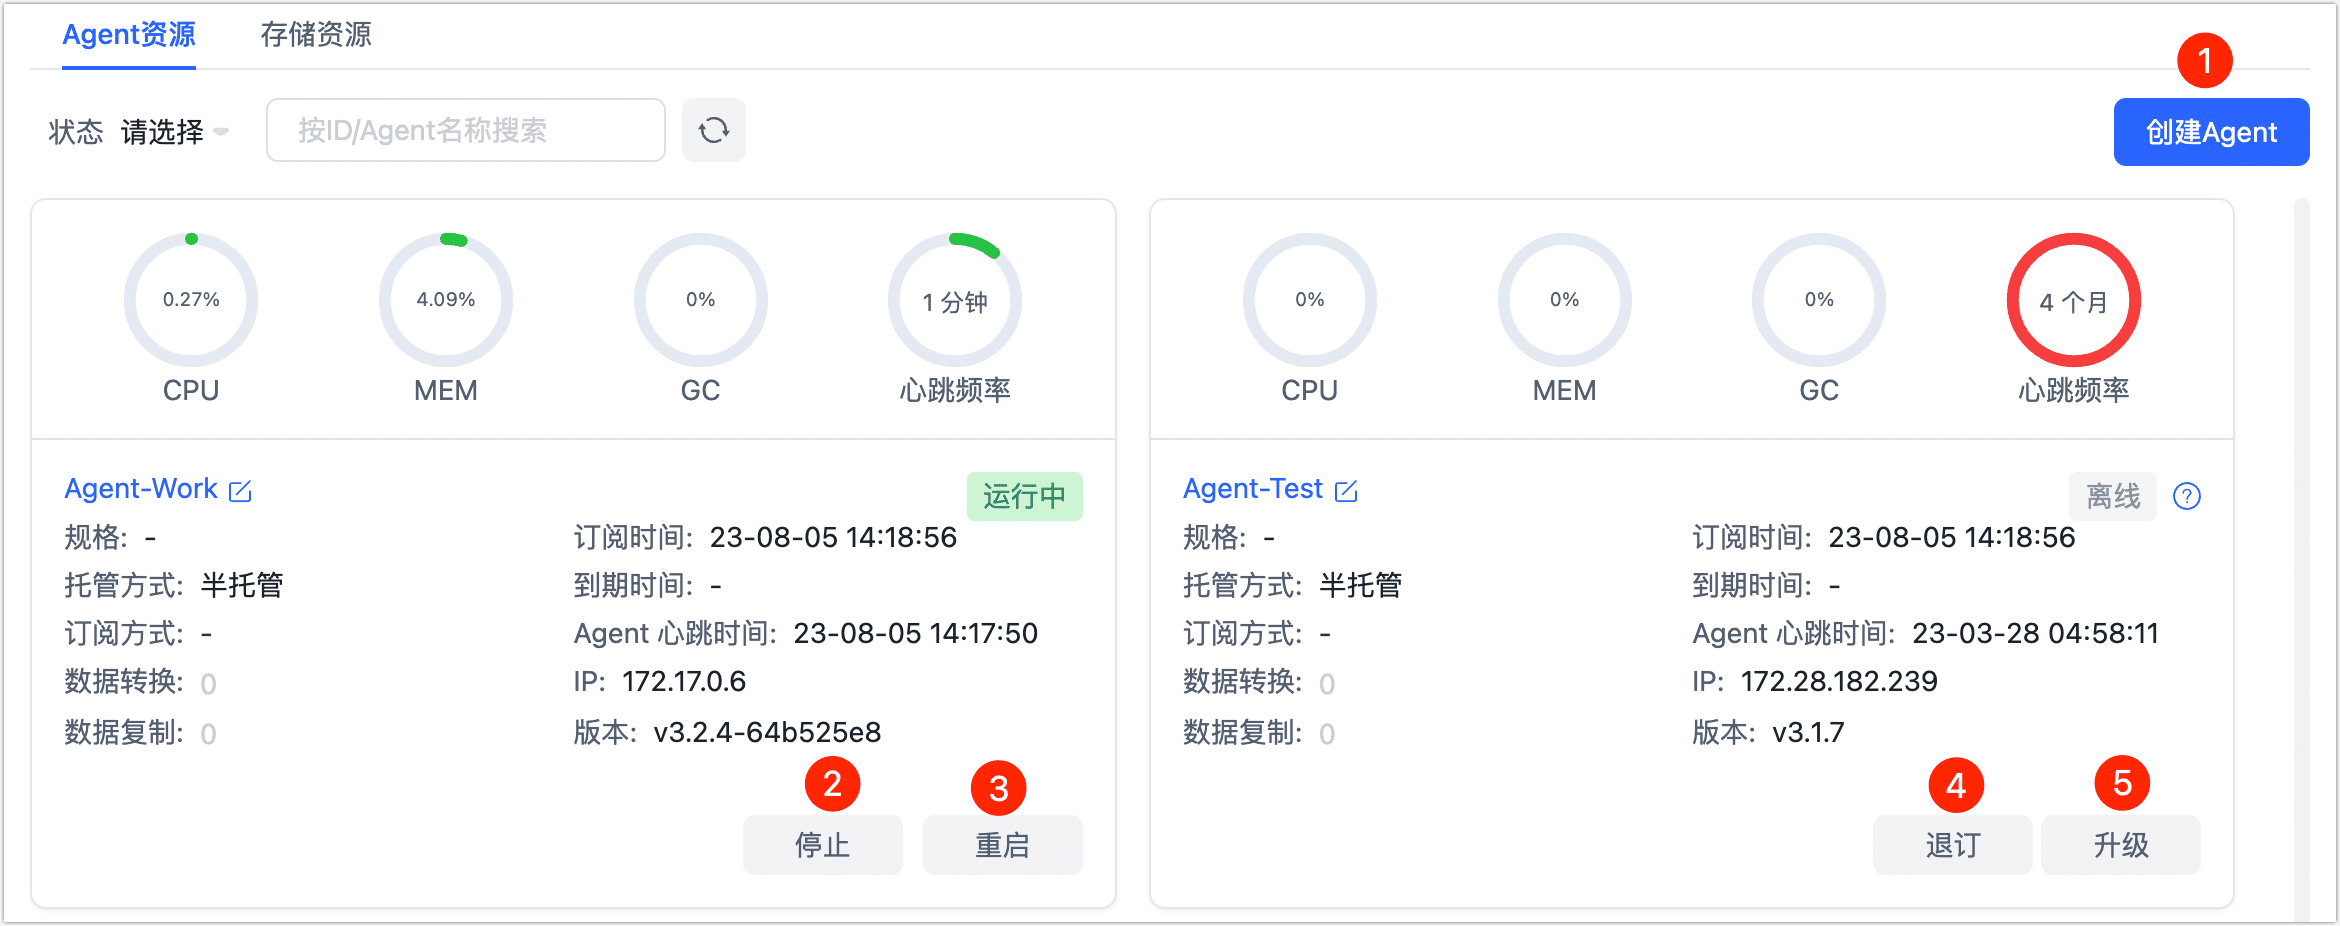 Agent资源 存储资源
1
状态 请选择 按ID/Agent名称搜索 创建Agent
0.27% 4.09% 0% 1 分钟
CPU MEM GC 心跳频率
Agent-Work 运行中
规格: - 订阅时间: 23-08-05 14:18:56
托管方式: 半托管 到期时间: -
订阅方式: - Agent 心跳时间: 23-08-05 14:17:50
数据转换: 0 IP: 172.17.0.6
数据复制: 0 版本: v3.2.4-64b525e8
2 3
停止 重启
0% 0% 0% 4 个月
CPU MEM GC 心跳频率
Agent-Test 离线 ?
规格: - 订阅时间: 23-08-05 14:18:56
托管方式: 半托管 到期时间: -
订阅方式: - Agent 心跳时间: 23-03-28 04:58:11
数据转换: 0 IP: 172.28.182.239
数据复制: 0 版本: v3.1.7
4 5
退订 升级